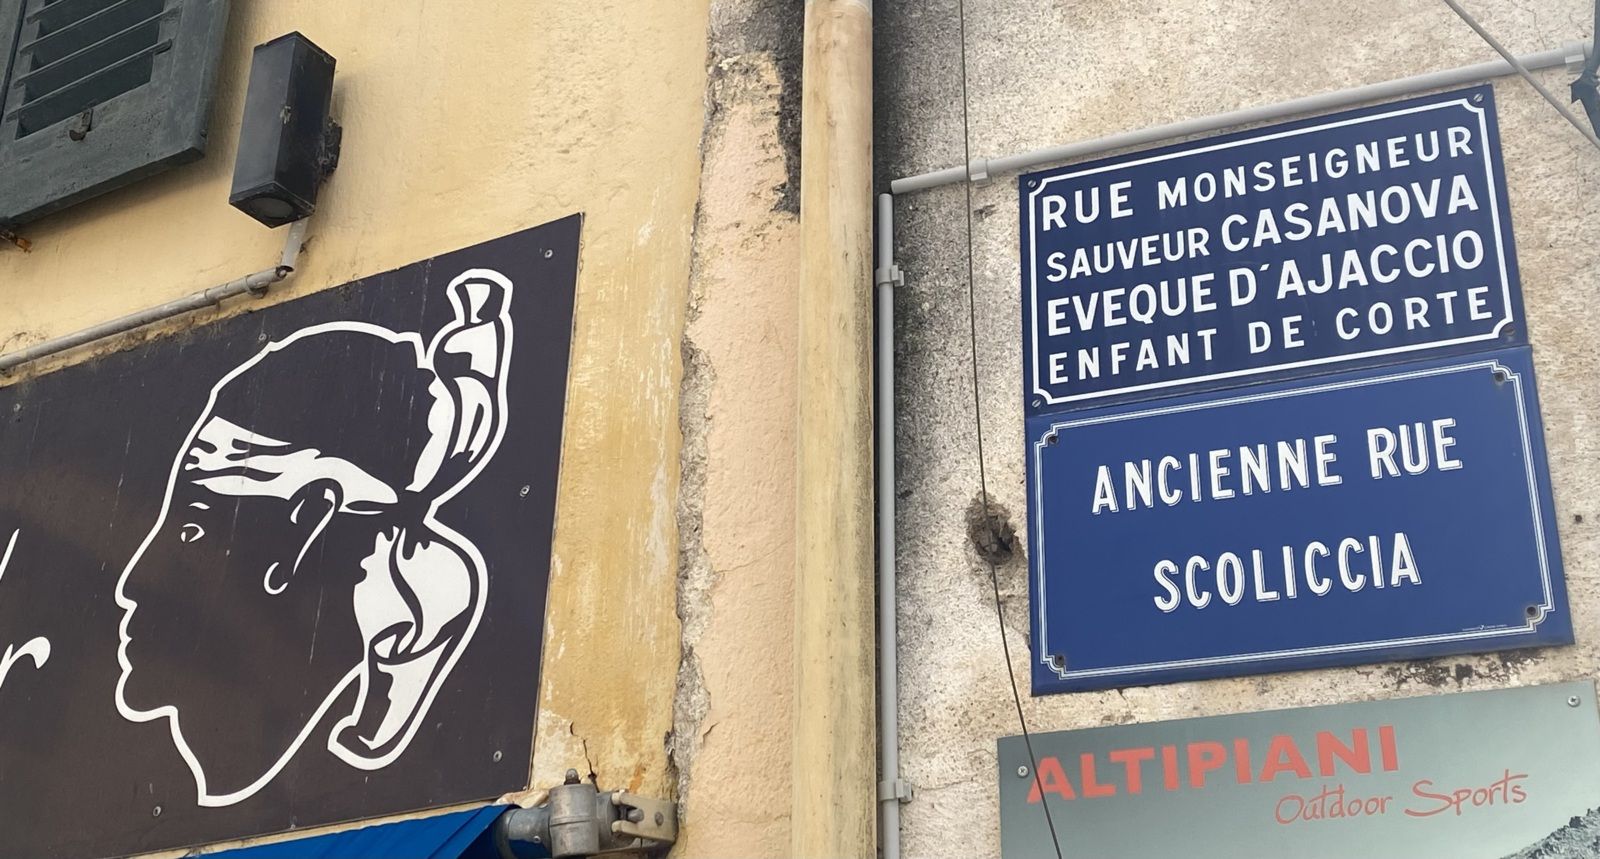 RUE MONSEIGNEUR
SAUVEUR CASANOVA
EVEQUE D'AJACCIO
ENFANT DE CORTE
ANCIENNE RUE
SCOLICCIA
ALTIPIANI
Outdoor Sports